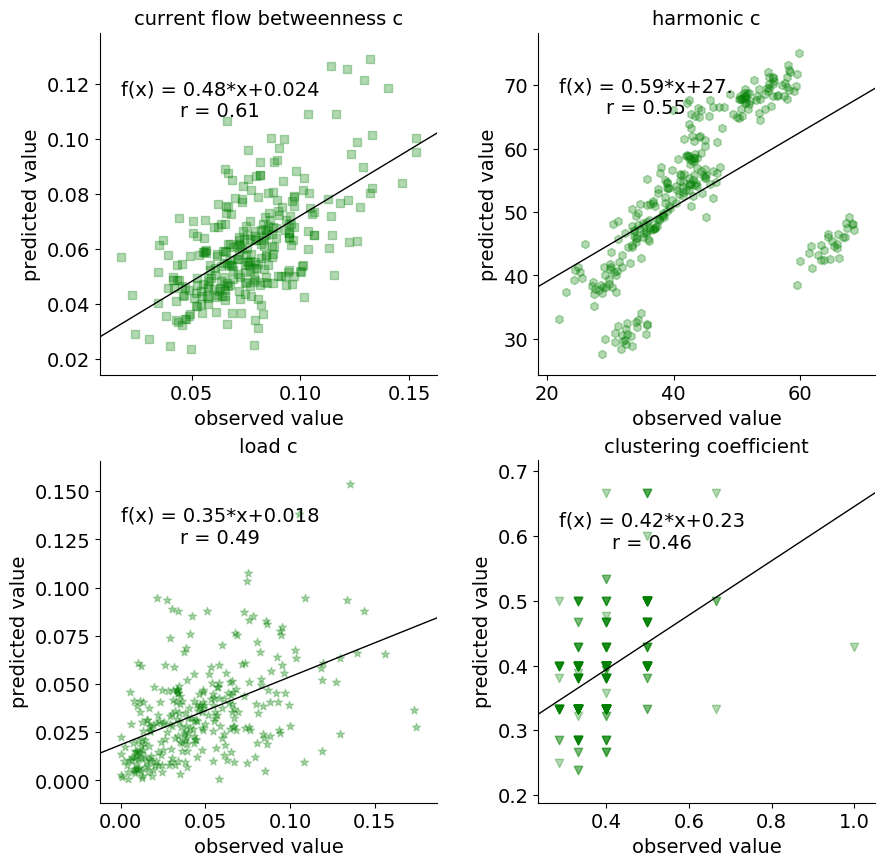 current flow betweenness c
f(x) = 0.48*x+0.024
r = 0.61
0.12
0.10
0.08
0.06
0.04
0.02
predicted value
0.05
0.10
0.15
observed value
harmonic c
f(x) = 0.59*x+27.
r = 0.55
70
60
50
40
30
predicted value
20
40
60
observed value
load c
f(x) = 0.35*x+0.018
r = 0.49
0.150
0.125
0.100
0.075
0.050
0.025
0.000
predicted value
0.00
0.05
0.10
0.15
observed value
clustering coefficient
f(x) = 0.42*x+0.23
r = 0.46
0.7
0.6
0.5
0.4
0.3
0.2
predicted value
0.4
0.6
0.8
1.0
observed value